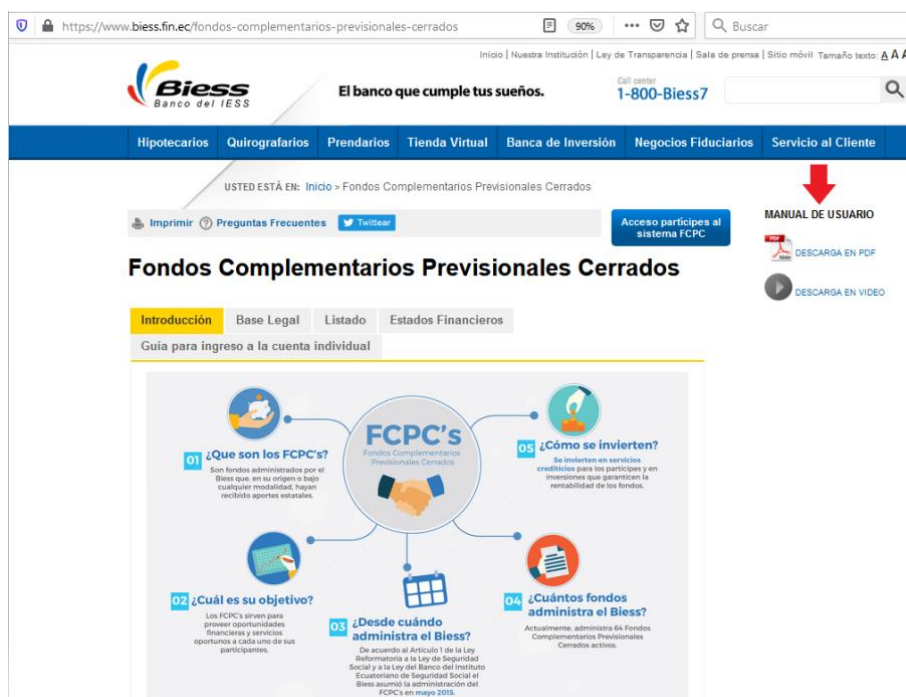 https://www.biess.fin.ec/fondos-complementarios-previsionales-cerrados
90%
Buscar
Inicio | Nuestra Institución | Ley de Transparencia | Sala de prensa | Sitio móvil Tamaño texto: A A A
Biess
Banco del IESS
El banco que cumple tus sueños.
Call center
1-800-Biess7
Hipotecarios Quirografarios Prendarios Tienda Virtual Banca de Inversión Negocios Fiduciarios Servicio al Cliente
USTED ESTÁ EN: Inicio > Fondos Complementarios Previsionales Cerrados
Imprimir Preguntas Frecuentes Twittear
Acceso partícipes al
sistema FCPC
MANUAL DE USUARIO
PDF
DESCARGA EN PDF
DESCARGA EN VIDEO
Fondos Complementarios Previsionales Cerrados
Introducción Base Legal Listado Estados Financieros
Guía para ingreso a la cuenta individual
FCPC's
Fondos Complementarios
Previsionales Cerrados
01 ¿Que son los FCPC's?
Son fondos administrados por el
Biess que, en su origen o bajo
cualquier modalidad, hayan
recibido aportes estatales.
05 ¿Cómo se invierten?
Se invierten en servicios
crediticios para los partícipes y en
inversiones que garanticen la
rentabilidad de los fondos.
02 ¿Cuál es su objetivo?
Los FCPC's sirven para
proveer oportunidades
financieras y servicios
oportunos a cada uno de sus
participantes.
03 ¿Desde cuándo
administra el Biess?
De acuerdo al Artículo 1 de la Ley
Reformatoria a la Ley de Seguridad
Social y a la Ley del Banco del Instituto
Ecuatoriano de Seguridad Social el
Biess asumió la administración del
FCPC's en mayo 2015.
04 ¿Cuántos fondos
administra el Biess?
Actualmente, administra 64 Fondos
Complementarios Previsionales
Cerrados activos.